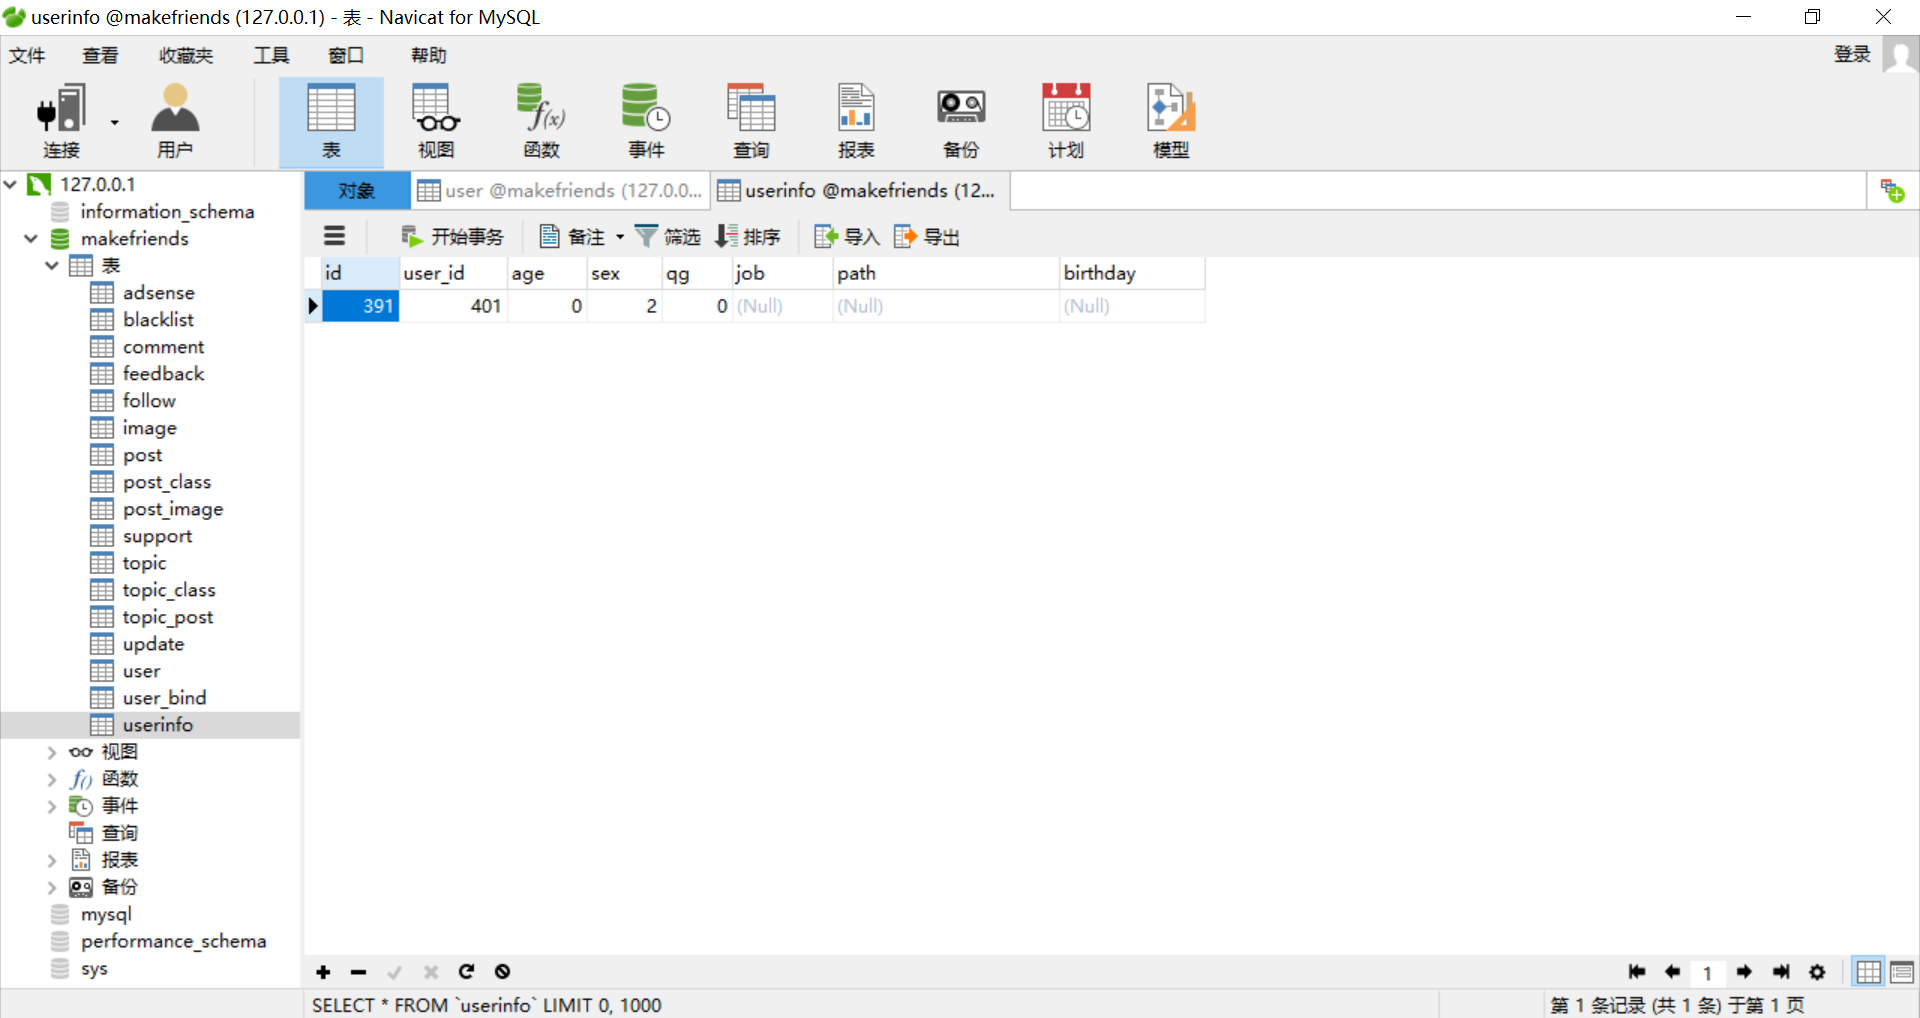 userinfo @makefriends (127.0.0.1) - 表 - Navicat for MySQL
文件 查看 收藏夹 工具 窗口 帮助 登录
连接 用户 表 视图 函数 事件 查询 报表 备份 计划 模型
127.0.0.1
information_schema
makefriends
表
adsense
blacklist
comment
feedback
follow
image
post
post_class
post_image
support
topic
topic_class
topic_post
update
user
user_bind
userinfo
视图
函数
事件
查询
报表
备份
mysql
performance_schema
sys
对象 user @makefriends (127.0.0... userinfo @makefriends (12...
开始事务 备注 筛选 排序 导入 导出
id user_id age sex qg job path birthday
391 401 0 2 0 (Null) (Null) (Null)
1
SELECT * FROM `userinfo` LIMIT 0, 1000 第 1 条记录 (共 1 条) 于第 1 页